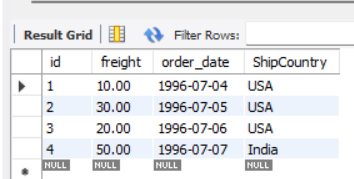 Result Grid Filter Rows:
id freight order_date ShipCountry
1 10.00 1996-07-04 USA
2 30.00 1996-07-05 USA
3 20.00 1996-07-06 USA
4 50.00 1996-07-07 India
NULL NULL NULL NULL